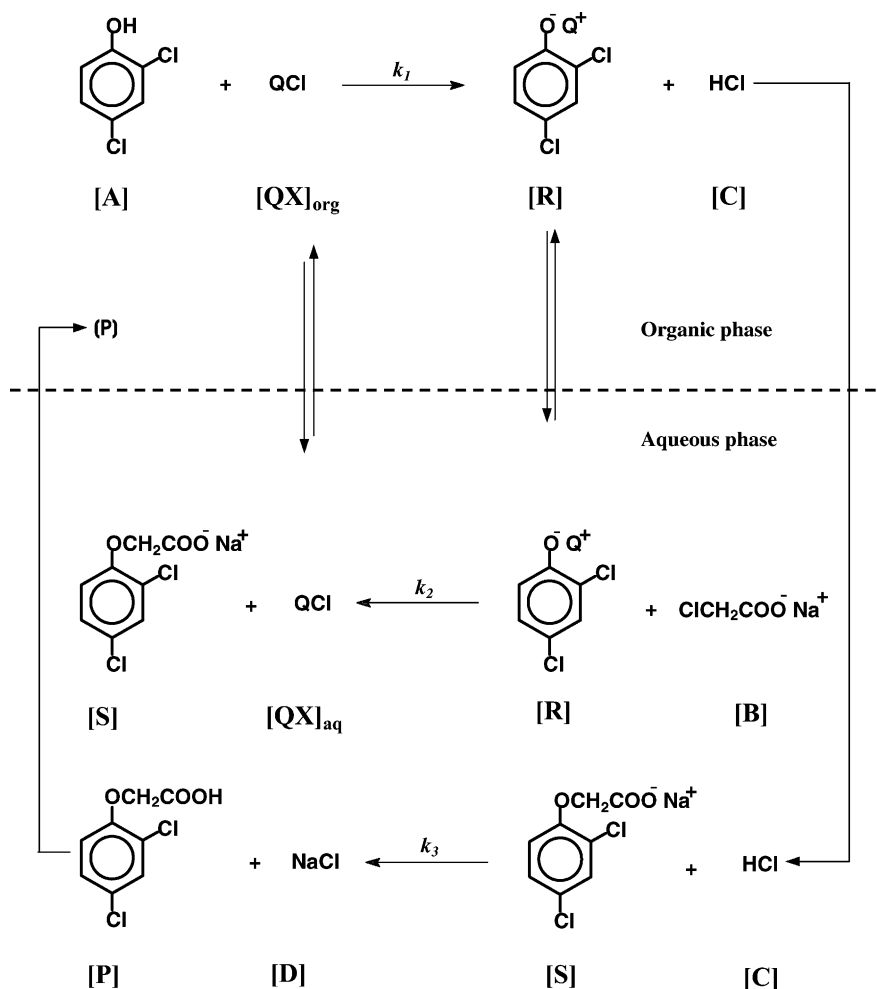 OH
Cl
Cl
+ QCl k1
O- Q+
Cl
Cl
+ HCl
[A] [QX]org [R] [C]
(P)
Organic phase
Aqueous phase
OCH2COO- Na+
Cl
Cl
+ QCl k2
O- Q+
Cl
Cl
+ ClCH2COO- Na+
[S] [QX]aq [R] [B]
OCH2COOH
Cl
Cl
+ NaCl k3
OCH2COO- Na+
Cl
Cl
+ HCl
[P] [D] [S] [C]